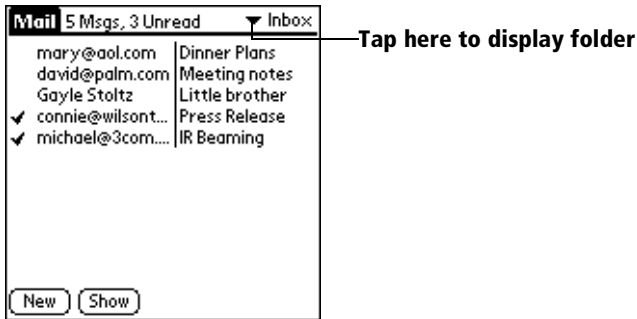 Mail 5 Msgs, 3 Unread Inbox
Tap here to display folder
mary@aol.com Dinner Plans
david@palm.com Meeting notes
Gayle Stoltz Little brother
connie@wilsont... Press Release
michael@3com.... IR Beaming
New Show